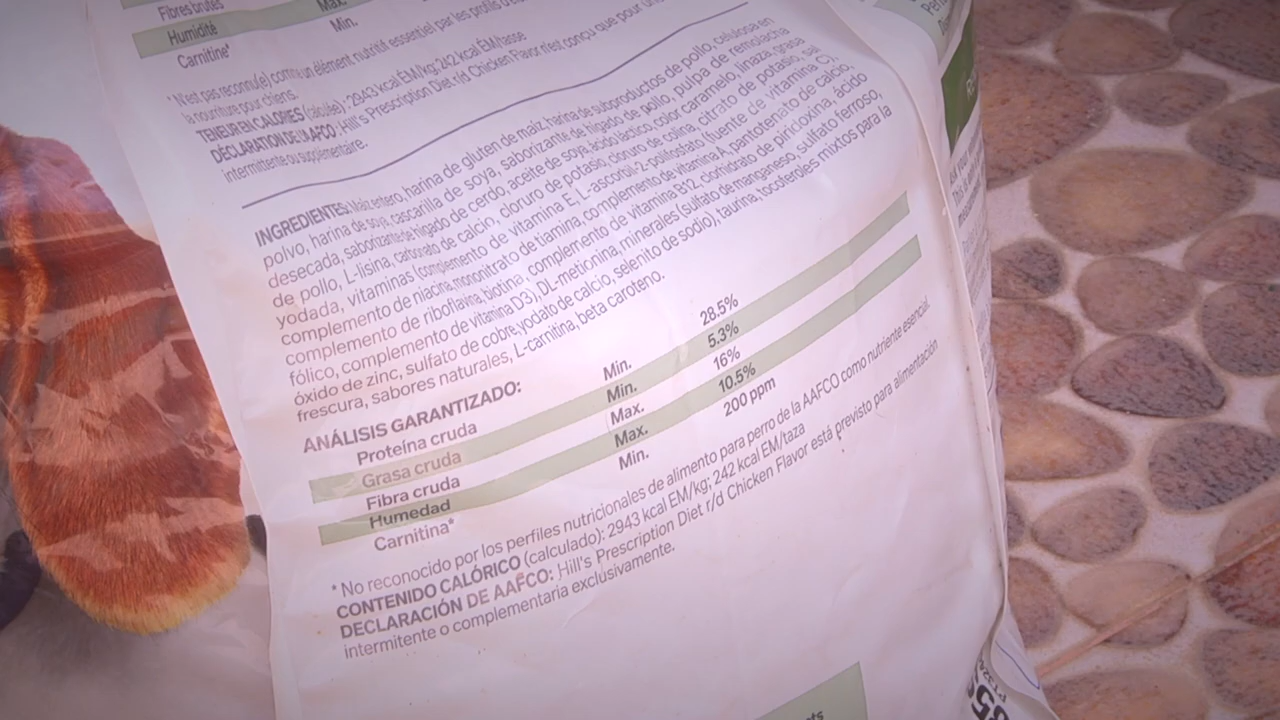 Fibres brutes Max.
Humidité Min.
Carnitine*
la nourriture pour chiens.
TENEUR EN CALORIES (calculée) : 2943 kcal EM/kg; 242 kcal EM/tasse
DÉCLARATION DE L'AAFCO : Hill's Prescription Diet r/d Chicken Flavor n'est conçu que pour
intermittente ou supplémentaire.
INGREDIENTES: Maíz entero, harina de gluten de maíz, harina de subproductos de pollo, celulosa en
polvo, harina de soya, cascarilla de soya, saborizante de hígado de pollo, pulpa de remolacha
desecada, saborizante de hígado de cerdo, aceite de soya, ácido láctico, color caramelo, linaza, grasa
de pollo, L-lisina, carbonato de calcio, cloruro de potasio, cloruro de colina, citrato de potasio, sal
yodada, vitaminas (complemento de vitamina E, L-ascorbil-2-polifosfato (fuente de vitamina C),
complemento de niacina, mononitrato de tiamina, complemento de vitamina A, pantotenato de calcio,
complemento de riboflavina, biotina, complemento de vitamina B12, clorhidrato de piridoxina, ácido
fólico, complemento de vitamina D3), DL-metionina, minerales (sulfato de manganeso, sulfato ferroso,
óxido de zinc, sulfato de cobre, yodato de calcio, selenito de sodio), taurina, tocoferoles mixtos para la
frescura, sabores naturales, L-carnitina, beta caroteno.
ANÁLISIS GARANTIZADO:
Proteína cruda Min. 28.5%
Grasa cruda Min. 5.3%
Fibra cruda Max. 16%
Humedad Max. 10.5%
Carnitina* Min. 200 ppm
* No reconocido por los perfiles nutricionales de alimento para perro de la AAFCO como nutriente esencial.
CONTENIDO CALÓRICO (calculado): 2943 kcal EM/kg; 242 kcal EM/taza
DECLARACIÓN DE AAFCO: Hill's Prescription Diet r/d Chicken Flavor está previsto para alimentación
intermitente o complementaria exclusivamente.